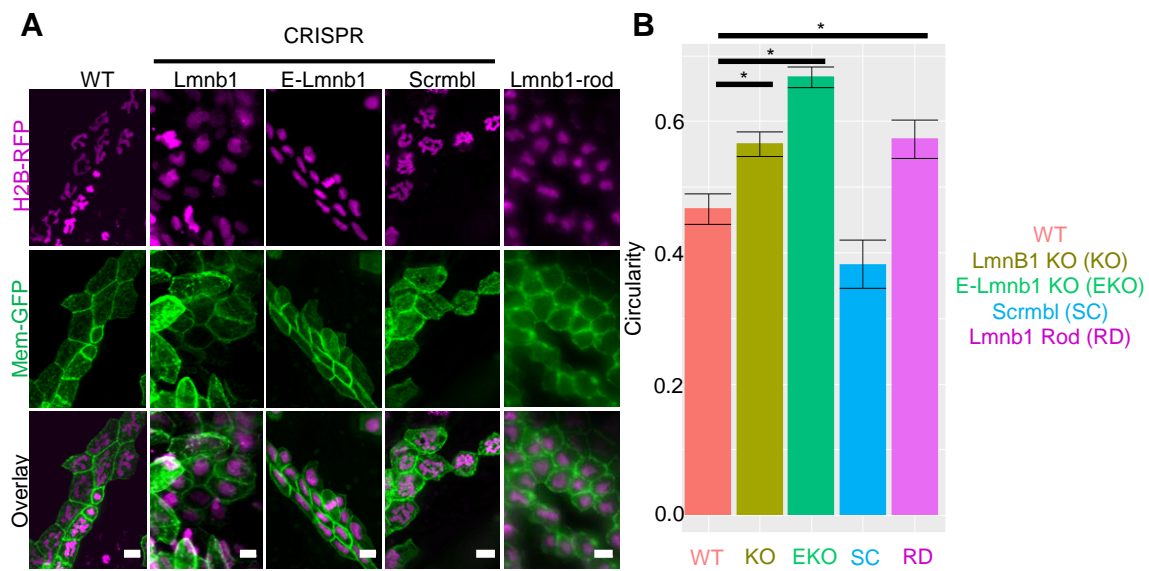 A
CRISPR
WT Lmnb1 E-Lmnb1 Scrmbl Lmnb1-rod
H2B-RFP
Mem-GFP
Overlay
B
*
*
*
Circularity
0.6
0.4
0.2
0.0
WT KO EKO SC RD
WT
LmnB1 KO (KO)
E-Lmnb1 KO (EKO)
Scrmbl (SC)
Lmnb1 Rod (RD)